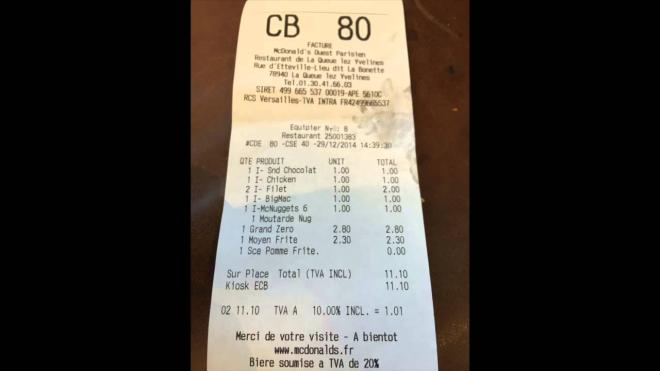 CB 80
FACTURE
McDonald's Ouest Parisien
Restaurant de La Queue lez Yvelines
Rue d'Etteville-Lieu dit La Bonette
78940 La Queue lez Yvelines
Tel.01.30.41.66.03
SIRET 499 665 537 00019-APE 5610C
RCS Versailles-TVA INTRA FR42499665537
Equipier 8
Restaurant 25001383
#CDE 80 -CSE 40 -29/12/2014 14:39:30
QTE PRODUIT UNIT TOTAL
1 I- Snd Chocolat 1.00 1.00
1 I- Chicken 1.00 1.00
2 I- Filet 1.00 2.00
1 I- BigMac 1.00 1.00
1 I-McNuggets 6 1.00 1.00
1 Moutarde Nug
1 Grand Zero 2.80 2.80
1 Moyen Frite 2.30 2.30
1 Sce Pomme Frite. 0.00
Sur Place Total (TVA INCL) 11.10
Kiosk ECB 11.10
02 11.10 TVA A 10.00% INCL. = 1.01
Merci de votre visite - A bientot
www.mcdonalds.fr
Biere soumise a TVA de 20%